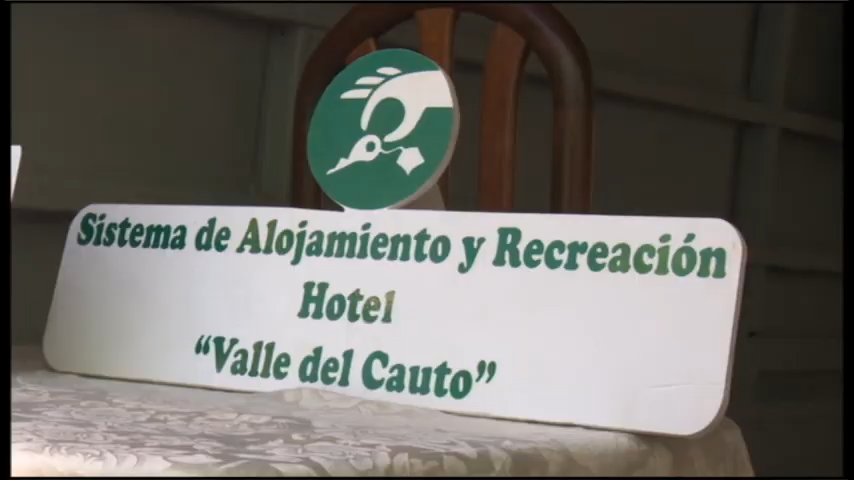 Sistema de Alojamiento y Recreación
Hotel
“Valle del Cauto”